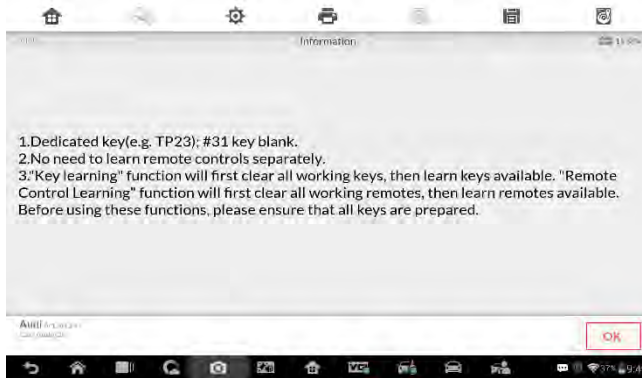 Information
1.Dedicated key(e.g. TP23); #31 key blank.
2.No need to learn remote controls separately.
3."Key learning" function will first clear all working keys, then learn keys available. "Remote
Control Learning" function will first clear all working remotes, then learn remotes available.
Before using these functions, please ensure that all keys are prepared.
Audi
OK
37%